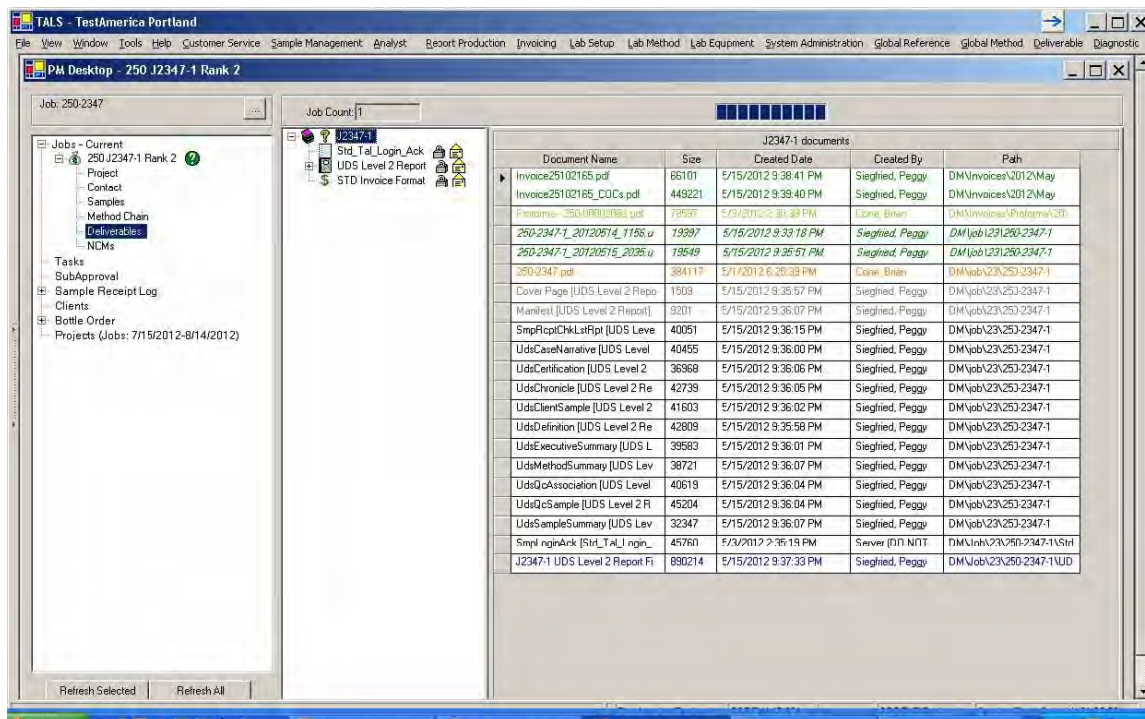 TALS - TestAmerica Portland
File View Window Tools Help Customer Service Sample Management Analyst Report Production Invoicing Lab Setup Lab Method Lab Equpment System Administration Global Reference Global Method Deliverable Diagnostic
PM Desktop - 250 J2347-1 Rank 2
Job: 250-2347
...
Job Count: 1
Jobs - Current
250 J2347-1 Rank 2
Project
Contact
Samples
Method Chain
Deliverables
NCMs
Tasks
SubApproval
Sample Receipt Log
Clients
Bottle Order
Projects (Jobs: 7/15/2012-8/14/2012)
J2347-1
Std_Tal_Login_Ack
UDS Level 2 Report
STD Invoice Format
J2347-1 documents
Document Name Size Created Date Created By Path
Invoice25102165.pdf 66101 5/15/2012 9:38:41 PM Siegfried, Peggy DM\Invoices\2012\May
Invoice25102165_COCs.pdf 449221 5/15/2012 9:39:40 PM Siegfried, Peggy DM\Invoices\2012\May
78597 Cone, Brian
250-2347-1_20120514_1156.u 19397 5/15/2012 9:33:18 PM Siegfried, Peggy DM\job\23\250-2347-1
250-2347-1_20120515_2035.u 19549 5/15/2012 9:35:51 PM Siegfried, Peggy DM\job\23\250-2347-1
250-2347.pdf 384117 5/1/2012 6:25:39 PM Cone, Brian DM\job\23\250-2347-1
Cover Page [UDS Level 2 Repo 1509 5/15/2012 9:35:57 PM Siegfried, Peggy DM\job\23\250-2347-1
Manifest [UDS Level 2 Report] 9201 5/15/2012 9:36:07 PM Siegfried, Peggy DM\job\23\250-2347-1
SmpRcptChkLstRpt [UDS Leve 40051 5/15/2012 9:36:15 PM Siegfried, Peggy DM\job\23\250-2347-1
UdsCaseNarrative [UDS Level 40455 5/15/2012 9:36:00 PM Siegfried, Peggy DM\job\23\250-2347-1
UdsCertification [UDS Level 2 36968 5/15/2012 9:36:06 PM Siegfried, Peggy DM\job\23\250-2347-1
UdsChronicle [UDS Level 2 Re 42739 5/15/2012 9:36:05 PM Siegfried, Peggy DM\job\23\250-2347-1
UdsClientSample [UDS Level 2 41603 5/15/2012 9:36:02 PM Siegfried, Peggy DM\job\23\250-2347-1
UdsDefinition [UDS Level 2 Re 42809 5/15/2012 9:35:58 PM Siegfried, Peggy DM\job\23\250-2347-1
UdsExecutiveSummary [UDS L 39583 5/15/2012 9:36:01 PM Siegfried, Peggy DM\job\23\250-2347-1
UdsMethodSummary [UDS Lev 38721 5/15/2012 9:36:07 PM Siegfried, Peggy DM\job\23\250-2347-1
UdsQcAssociation [UDS Level 40619 5/15/2012 9:36:04 PM Siegfried, Peggy DM\job\23\250-2347-1
UdsQcSample [UDS Level 2 R 45204 5/15/2012 9:36:04 PM Siegfried, Peggy DM\job\23\250-2347-1
UdsSampleSummary [UDS Lev 32347 5/15/2012 9:36:07 PM Siegfried, Peggy DM\job\23\250-2347-1
SmpLoginAck [Std_Tal_Login_ 45760 5/3/2012 2:35:19 PM Server (DO NOT DM\Job\23\250-2347-1\Std
J2347-1 UDS Level 2 Report Fi 890214 5/15/2012 9:37:33 PM Siegfried, Peggy DM\Job\23\250-2347-1\UD
Refresh Selected Refresh All